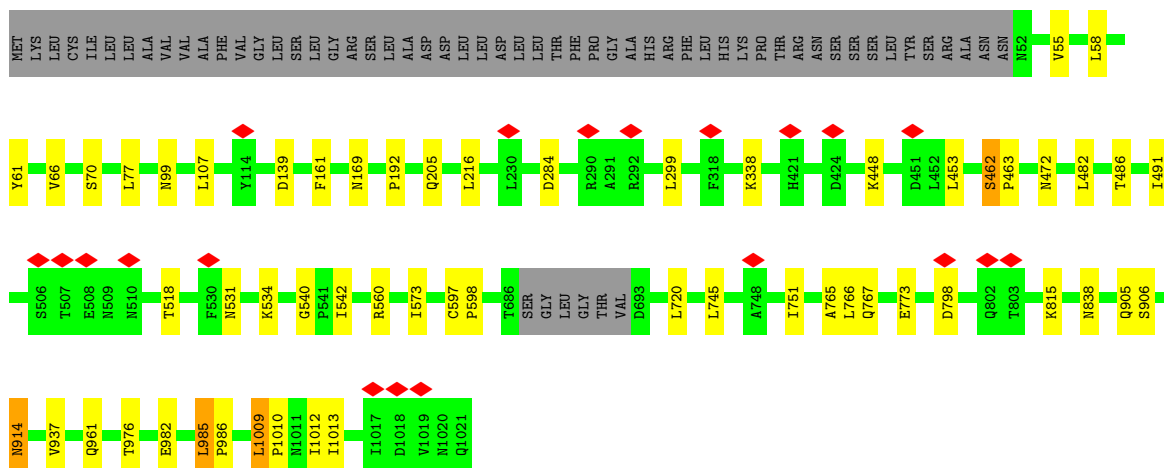 MET LYS LEU CYS ILE LEU LEU ALA VAL VAL ALA PHE VAL GLY LEU SER LEU GLY ARG SER LEU ALA ASP ASP LEU LEU ASP LEU LEU THR PHE PRO GLY ALA HIS ARG PHE LEU HIS LYS PRO THR ARG ASN SER SER SER LEU TYR SER ARG ALA ASN ASN N52 V55 L58
Y61 V66 S70 L77 N99 L107 Y114 D139 F161 N169 P192 Q205 L216 L230 D284 R290 A291 R292 L299 F318 K338 H421 D424 K448 D451 L452 L453 S462 P463 N472 L482 T486 I491
S506 T507 E508 N509 N510 T518 F530 N531 K534 G540 P541 I542 R560 I573 C597 P598 T686 SER GLY LEU GLY THR VAL D693 L720 L745 A748 I751 A765 L766 Q767 E773 D798 Q802 T803 K815 N838 Q905 S906
N914 V937 Q961 T976 E982 L985 P986 L1009 P1010 N1011 I1012 I1013 I1017 D1018 V1019 N1020 Q1021